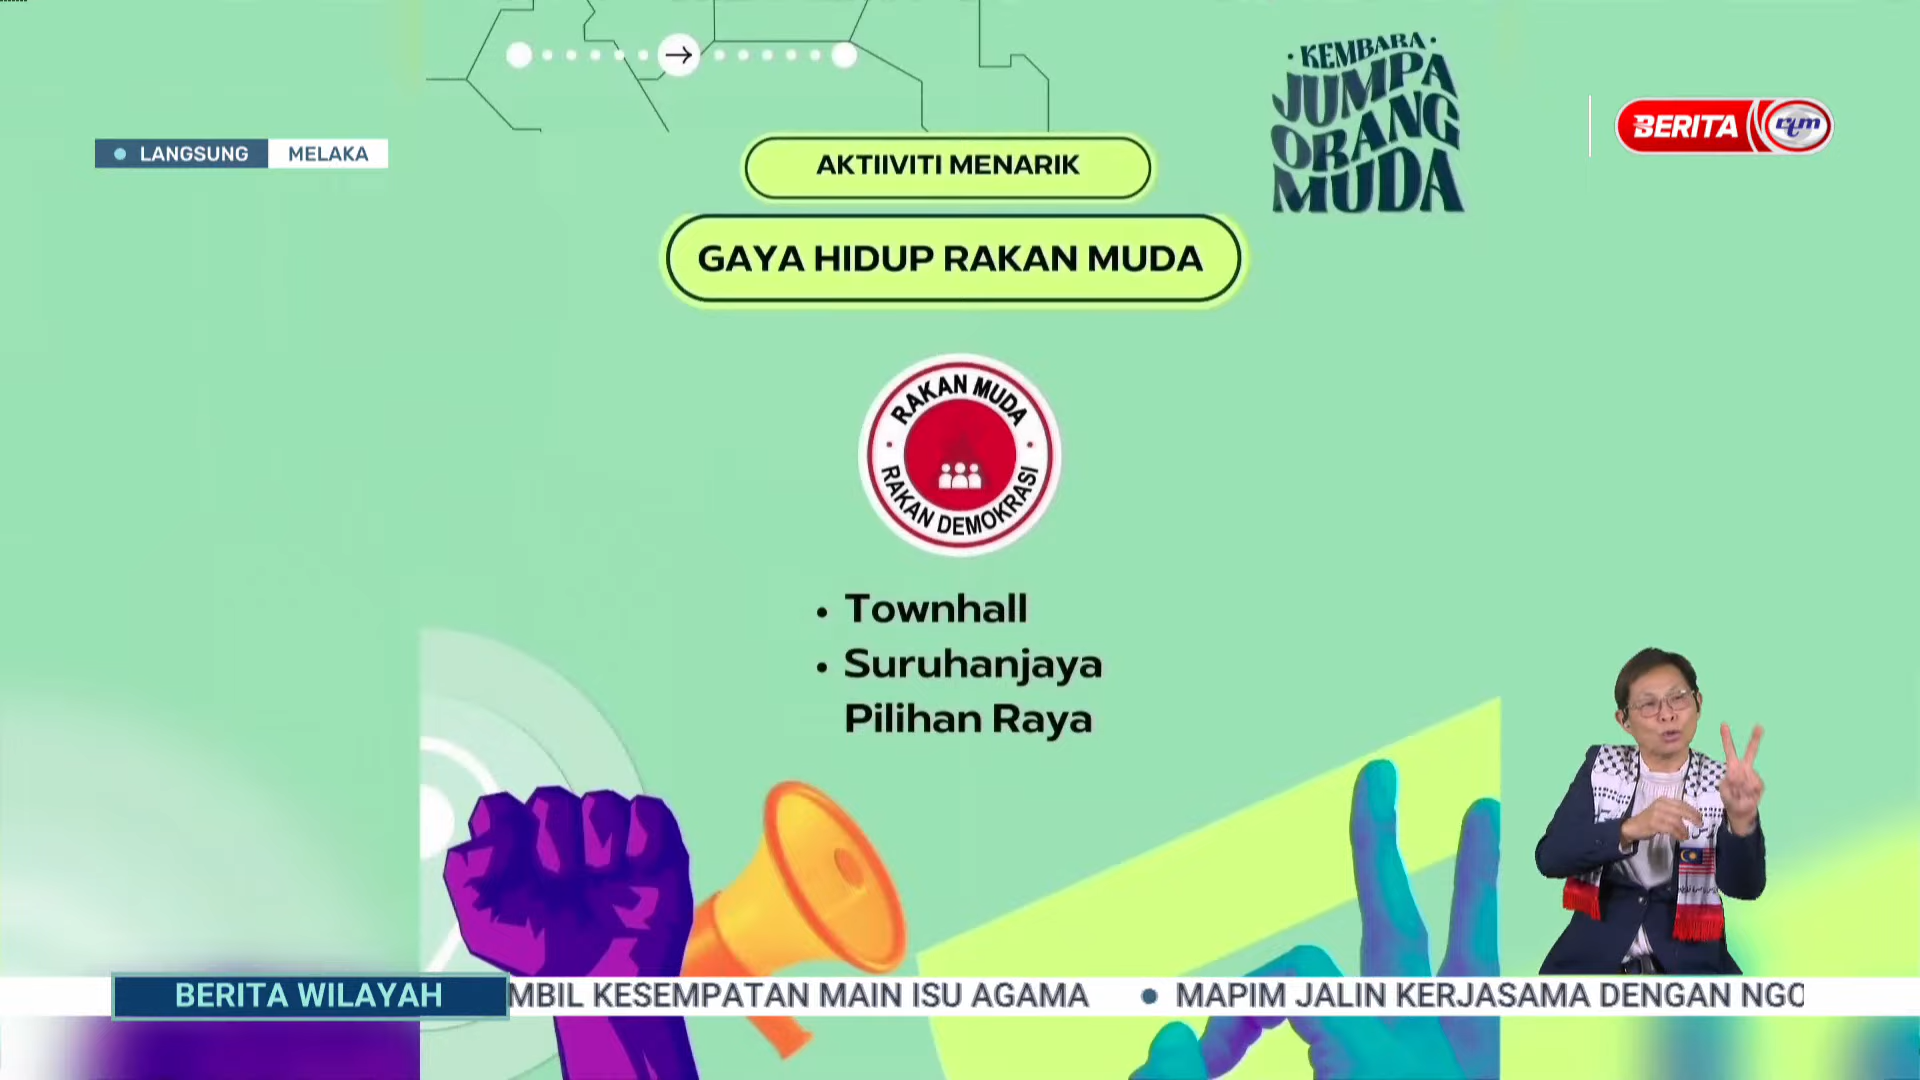 • KEMBARA •
JUMPA
ORANG
MUDA
BERITA rtm
LANGSUNG MELAKA
AKTIIVITI MENARIK
GAYA HIDUP RAKAN MUDA
RAKAN MUDA
RAKAN DEMOKRASI
• Townhall
• Suruhanjaya
Pilihan Raya
BERITA WILAYAH
MBIL KESEMPATAN MAIN ISU AGAMA • MAPIM JALIN KERJASAMA DENGAN NGO